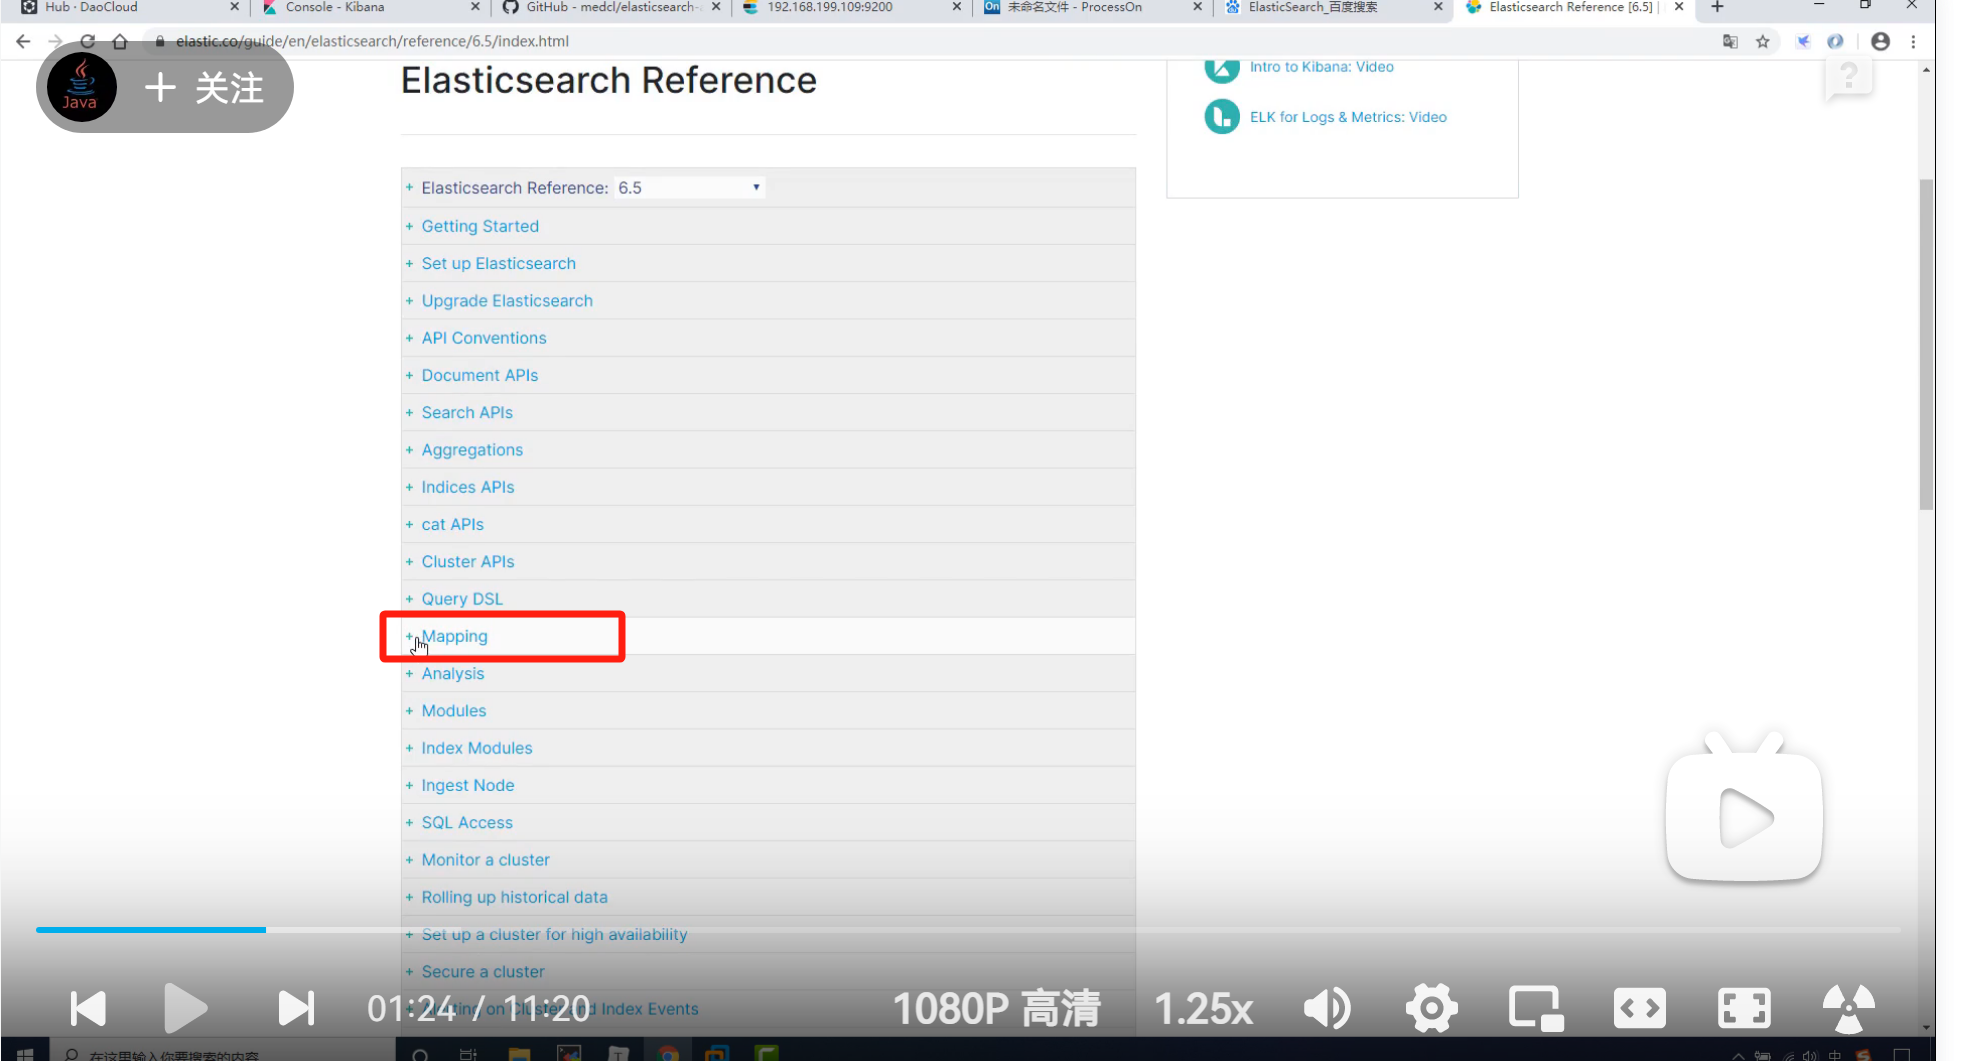 Hub · DaoCloud
Console - Kibana
GitHub - medcl/elasticsearch-
192.168.199.109:9200
On 未命名文件 - ProcessOn
ElasticSearch_百度搜索
Elasticsearch Reference [6.5] |
elastic.co/guide/en/elasticsearch/reference/6.5/index.html
Java
+ 关注
Elasticsearch Reference
Intro to Kibana: Video
?
ELK for Logs & Metrics: Video
+ Elasticsearch Reference: 6.5
+ Getting Started
+ Set up Elasticsearch
+ Upgrade Elasticsearch
+ API Conventions
+ Document APIs
+ Search APIs
+ Aggregations
+ Indices APIs
+ cat APIs
+ Cluster APIs
+ Query DSL
+ Mapping
+ Analysis
+ Modules
+ Index Modules
+ Ingest Node
+ SQL Access
+ Monitor a cluster
+ Rolling up historical data
+ Set up a cluster for high availability
+ Secure a cluster
+ Alerting on Cluster and Index Events
01:24 / 11:20
1080P 高清
1.25x
在这里输入你要搜索的内容
中